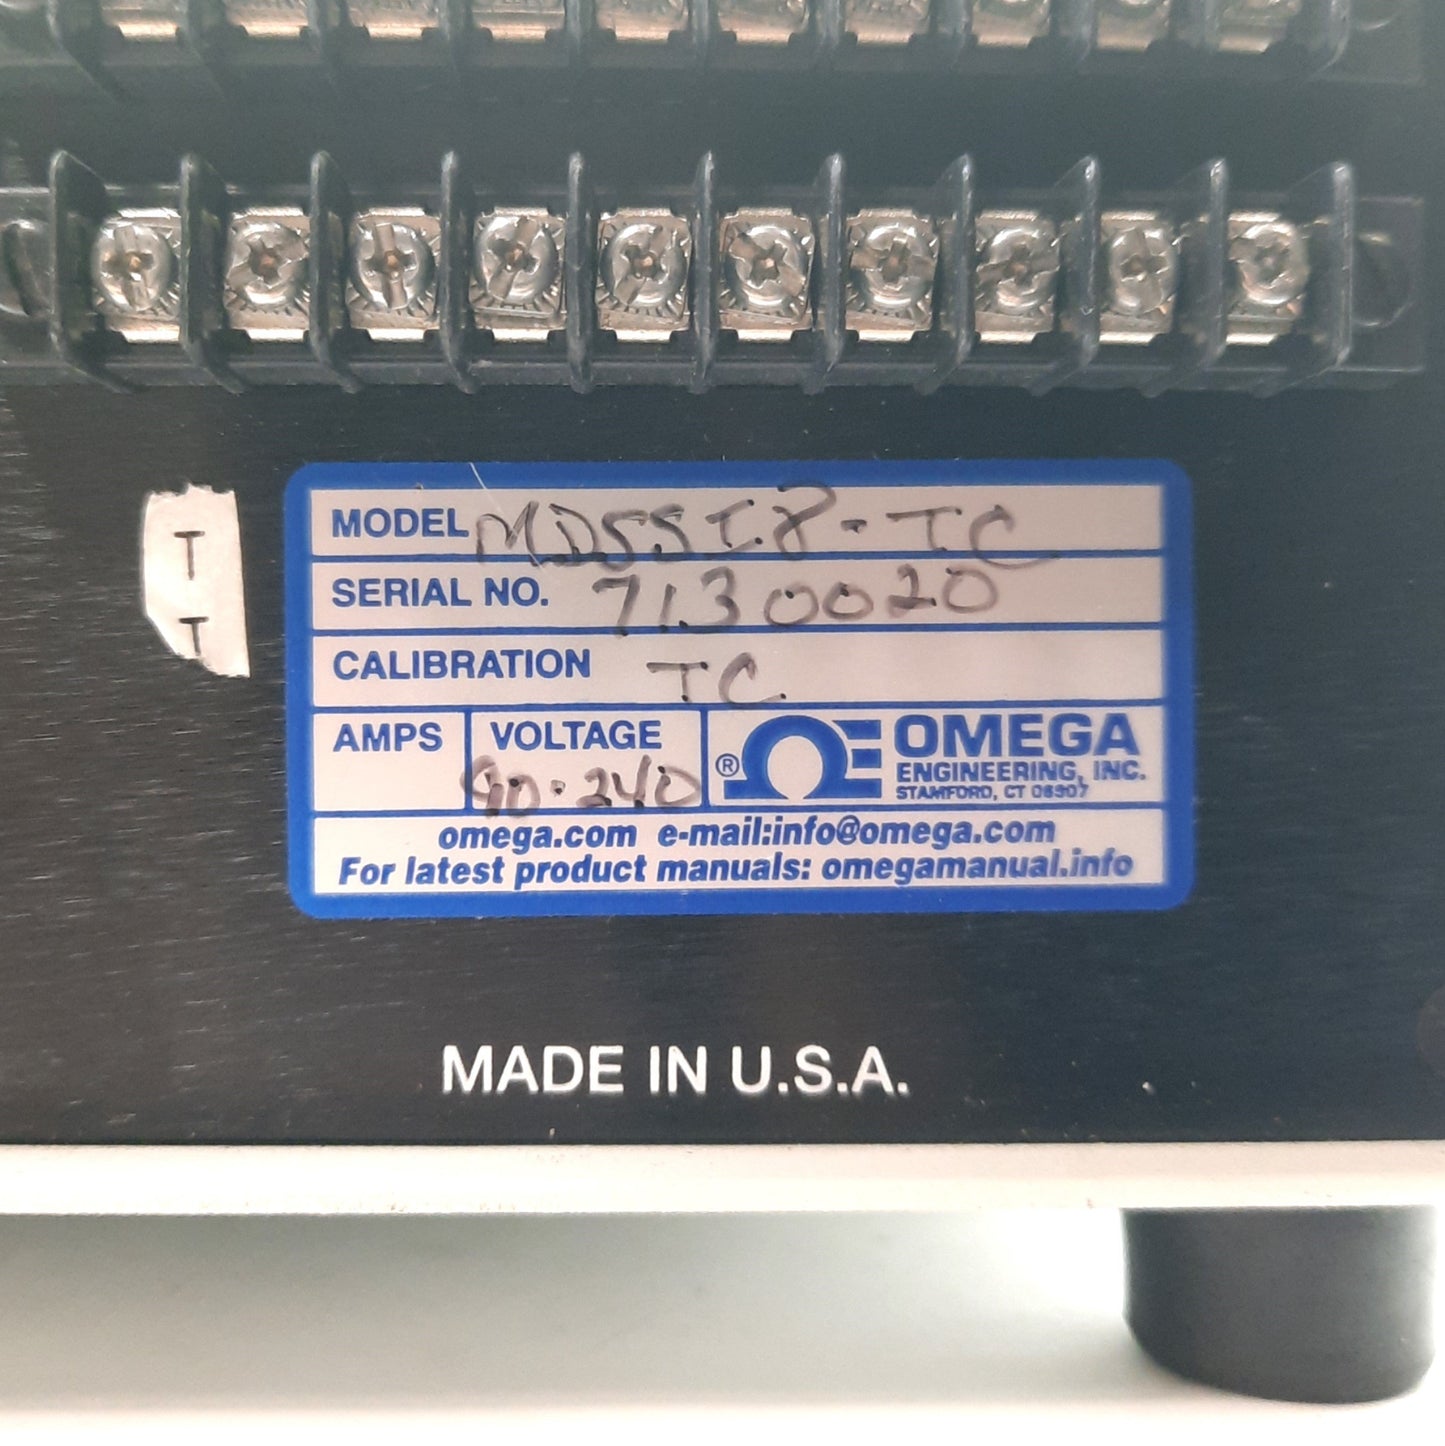 T
T
MODEL MDSSI8-TC
SERIAL NO. 7130020
CALIBRATION TC
AMPS VOLTAGE
90-240
® OMEGA
ENGINEERING, INC.
STAMFORD, CT 06907
omega.com e-mail:info@omega.com
For latest product manuals: omegamanual.info
MADE IN U.S.A.